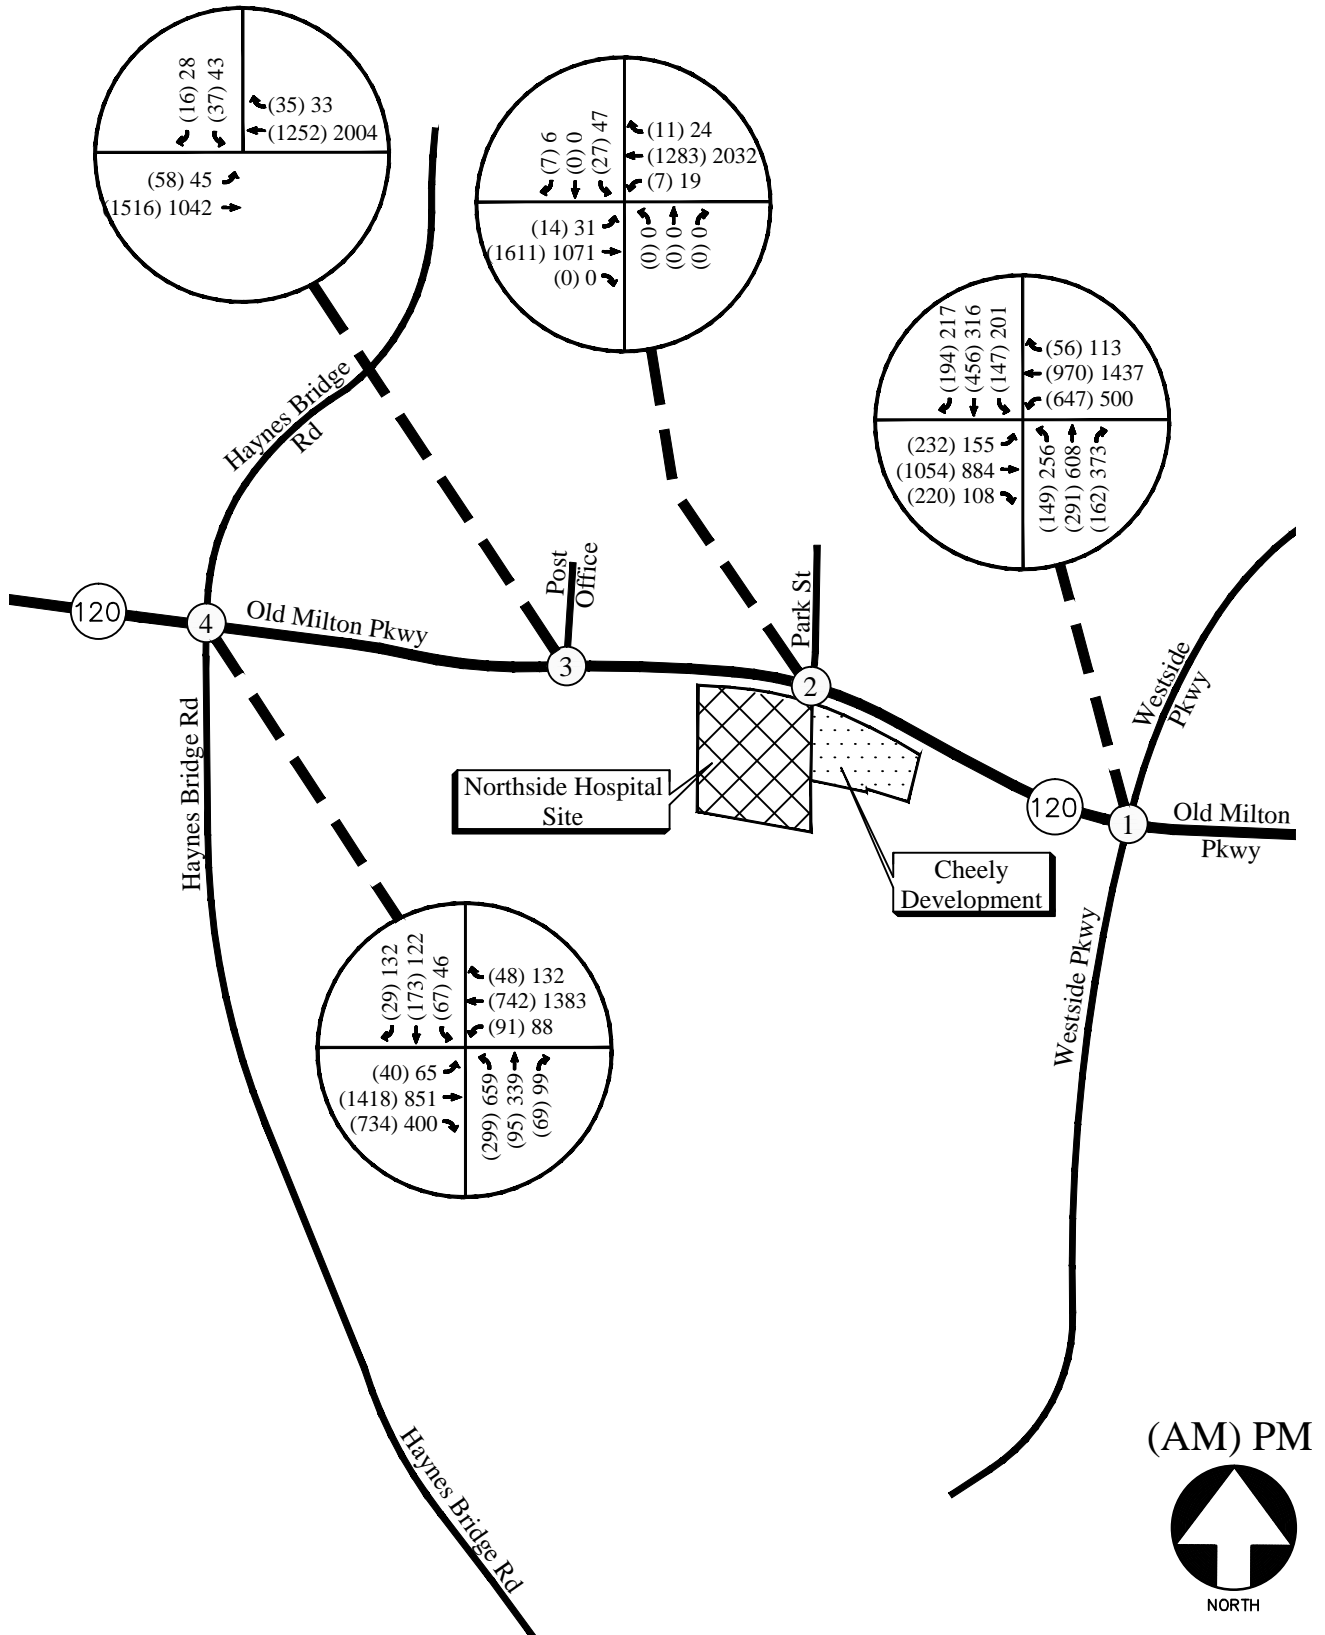 (16) 28
(37) 43
(35) 33
(1252) 2004
(58) 45
(1516) 1042
(7) 6
(0) 0
(27) 47
(11) 24
(1283) 2032
(7) 19
(14) 31
(1611) 1071
(0) 0
(0) 0
(0) 0
(0) 0
(194) 217
(456) 316
(147) 201
(56) 113
(970) 1437
(647) 500
(232) 155
(1054) 884
(220) 108
(149) 256
(291) 608
(162) 373
Haynes Bridge
Rd
120
4
Old Milton Pkwy
Post
Office
3
Park St
2
Westside
Pkwy
Haynes Bridge Rd
Northside Hospital
Site
120
1
Old Milton
Pkwy
Cheely
Development
Westside Pkwy
(29) 132
(173) 122
(67) 46
(48) 132
(742) 1383
(91) 88
(40) 65
(1418) 851
(734) 400
(299) 659
(95) 339
(69) 99
Haynes Bridge Rd
(AM) PM
NORTH